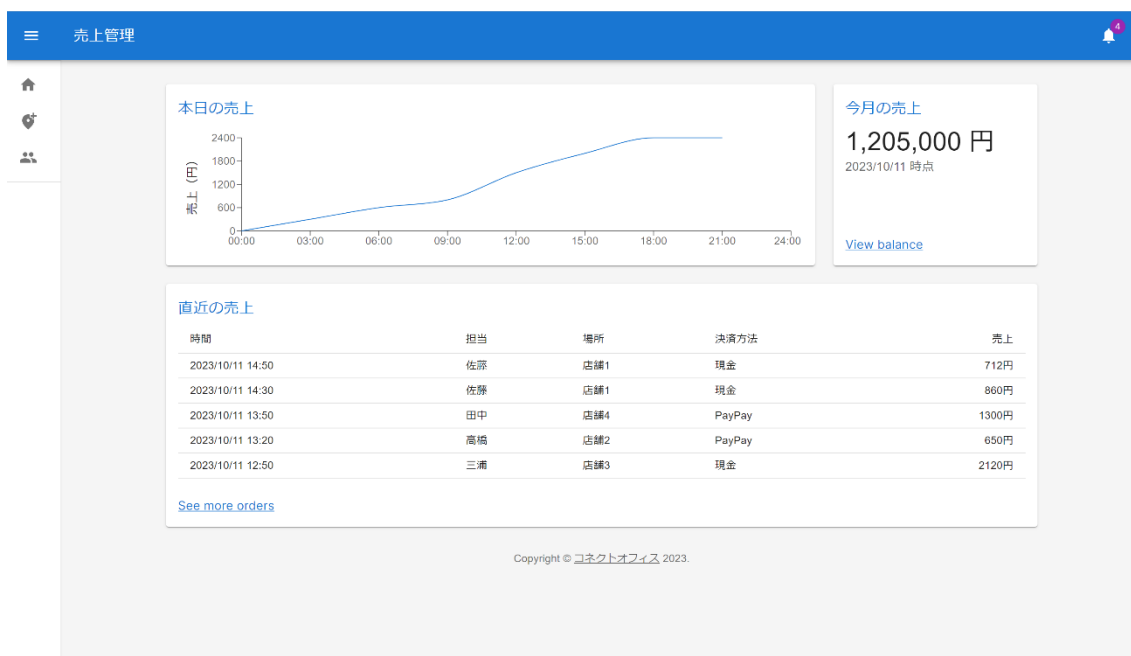 売上管理
4
本日の売上
今月の売上
売上 (円)
2400
1800
1200
600
0
00:00 03:00 06:00 09:00 12:00 15:00 18:00 21:00 24:00
1,205,000 円
2023/10/11 時点
View balance
直近の売上
時間 担当 場所 決済方法 売上
2023/10/11 14:50 佐藤 店舗1 現金 712円
2023/10/11 14:30 佐藤 店舗1 現金 860円
2023/10/11 13:50 田中 店舗4 PayPay 1300円
2023/10/11 13:20 高橋 店舗2 PayPay 650円
2023/10/11 12:50 三浦 店舗3 現金 2120円
See more orders
Copyright © コネクトオフィス 2023.